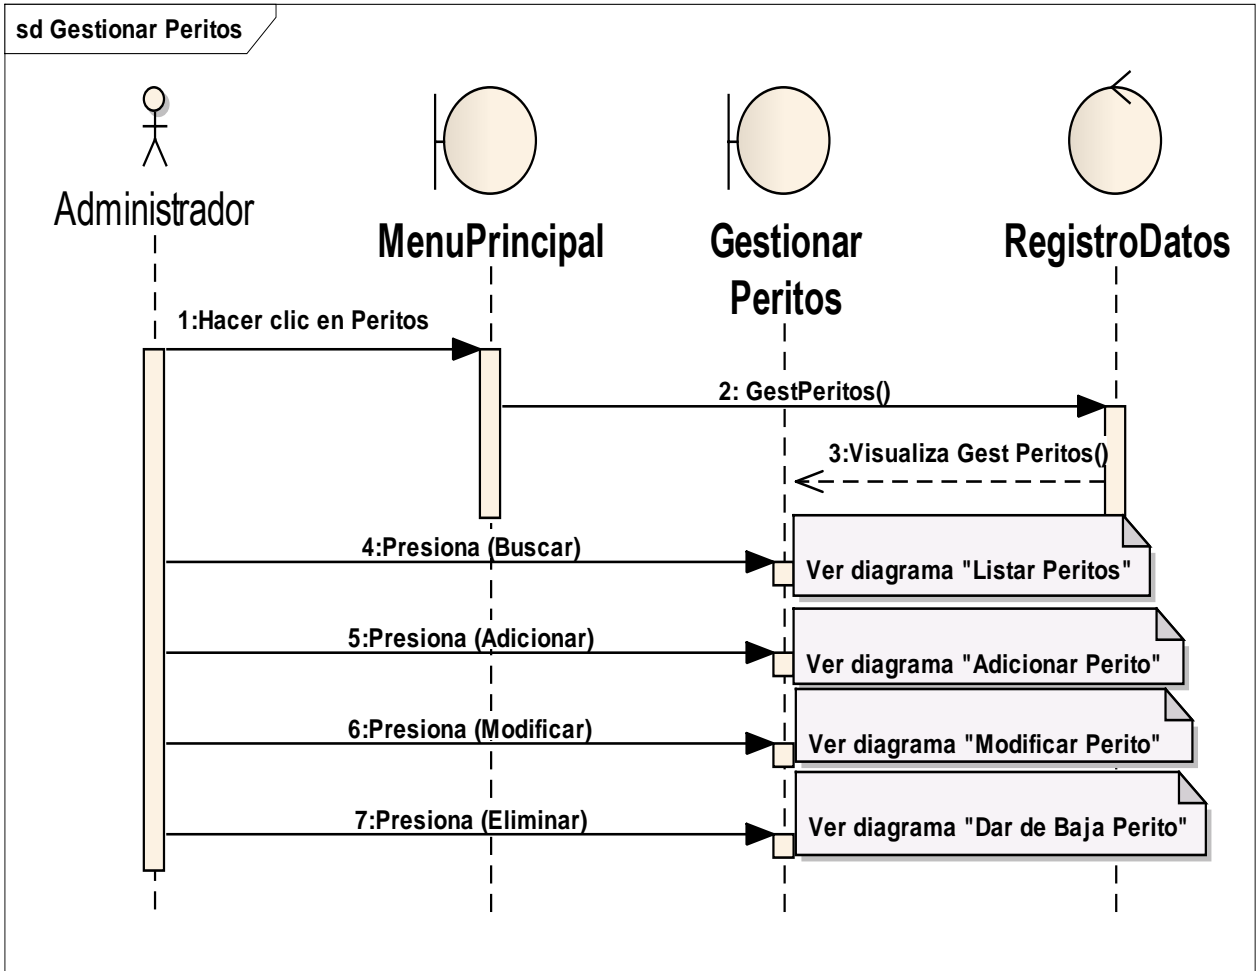 sd Gestionar Peritos
Administrador
MenuPrincipal
Gestionar
Peritos
RegistroDatos
1:Hacer clic en Peritos
2: GestPeritos()
3:Visualiza Gest Peritos()
4:Presiona (Buscar)
Ver diagrama "Listar Peritos"
5:Presiona (Adicionar)
Ver diagrama "Adicionar Perito"
6:Presiona (Modificar)
Ver diagrama "Modificar Perito"
7:Presiona (Eliminar)
Ver diagrama "Dar de Baja Perito"